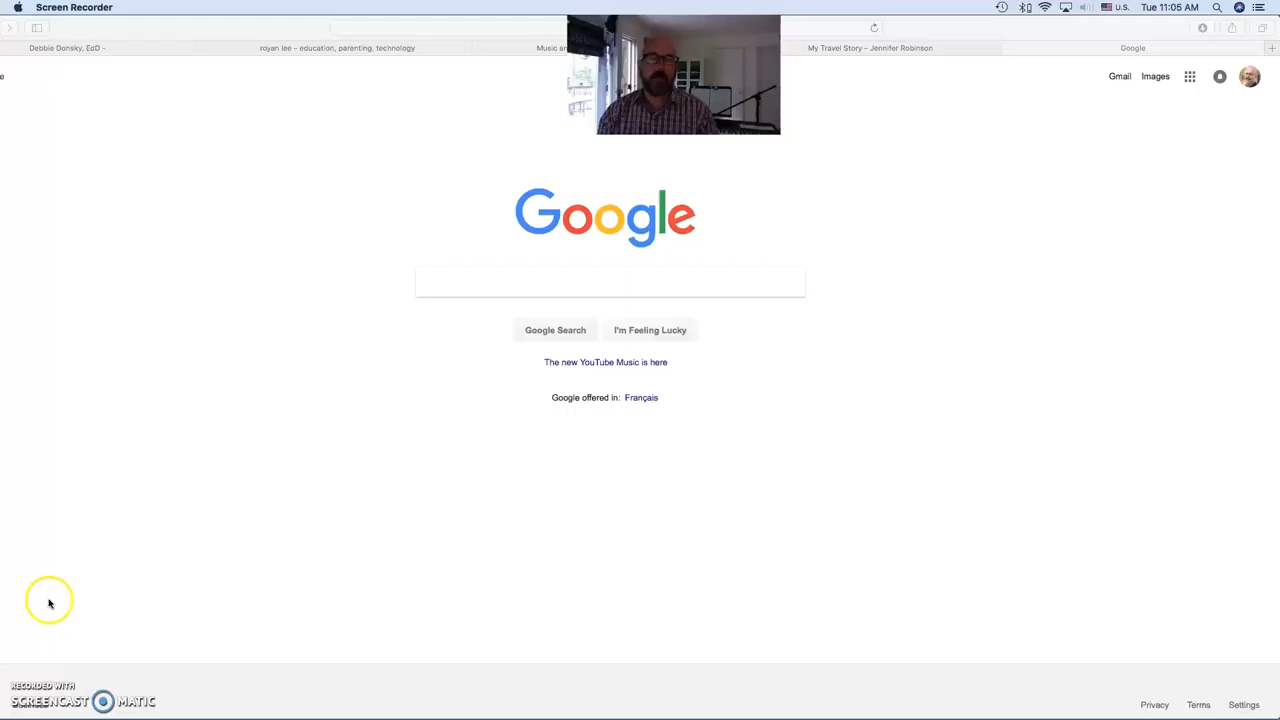 Screen Recorder
U.S. Tue 11:05 AM
Debbie Donsky, EdD -
royan lee – education, parenting, technology
Music an
My Travel Story – Jennifer Robinson
Google
e
Gmail Images
Google
Google Search I'm Feeling Lucky
The new YouTube Music is here
Google offered in: Français
RECORDED WITH
SCREENCAST MATIC
Privacy Terms Settings